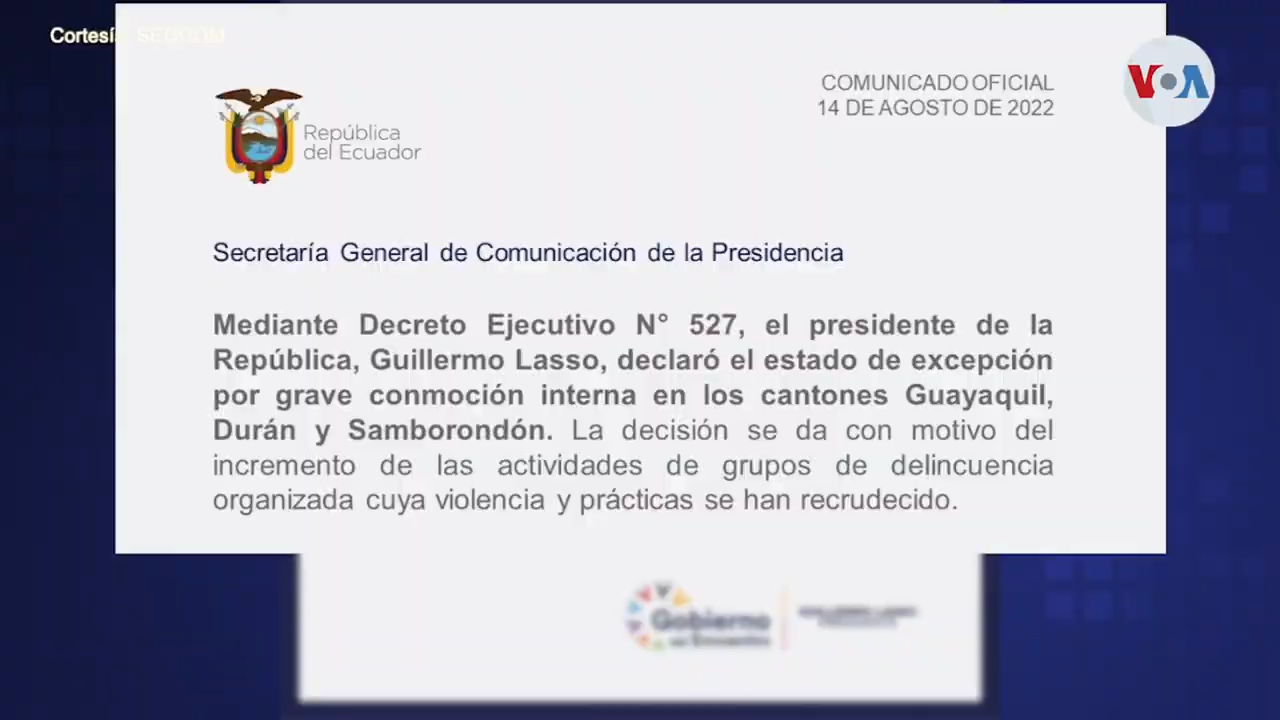 Cortesía SEGCOM
VOA
COMUNICADO OFICIAL
14 DE AGOSTO DE 2022
República
del Ecuador
Secretaría General de Comunicación de la Presidencia
Mediante Decreto Ejecutivo N° 527, el presidente de la
República, Guillermo Lasso, declaró el estado de excepción
por grave conmoción interna en los cantones Guayaquil,
Durán y Samborondón. La decisión se da con motivo del
incremento de las actividades de grupos de delincuencia
organizada cuya violencia y prácticas se han recrudecido.
Gobierno